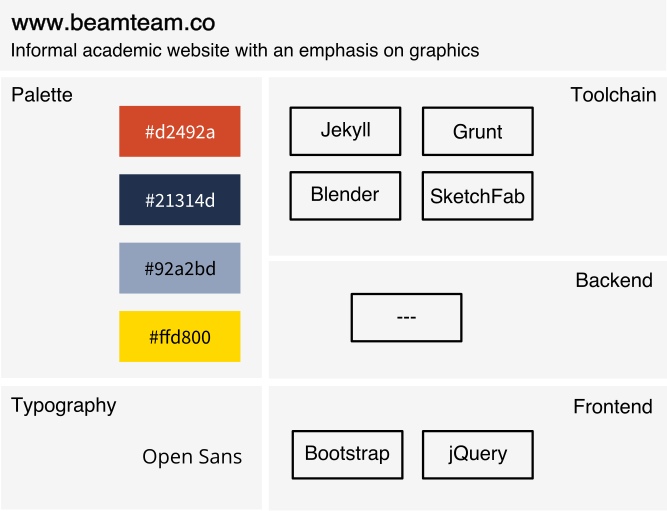 www.beamteam.co
Informal academic website with an emphasis on graphics
Palette
#d2492a
#21314d
#92a2bd
#ffd800
Typography
Open Sans
Toolchain
Jekyll
Grunt
Blender
SketchFab
Backend
---
Frontend
Bootstrap
jQuery